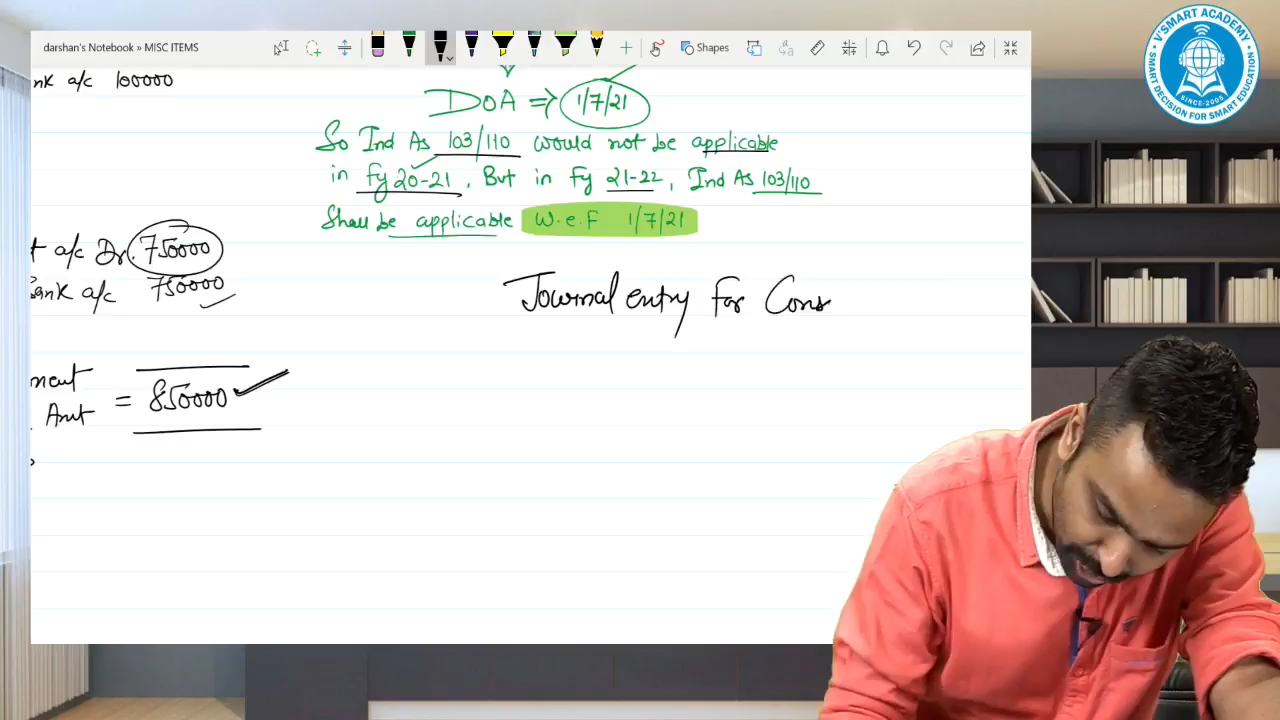 darshan's Notebook » MISC ITEMS
Shapes
V'SMART ACADEMY
SMART DECISION FOR SMART EDUCATION
SINCE-2005
nk a/c 100000
DOA ⇒ 1/7/21
So Ind As 103/110 would not be applicable
in Fy 20-21, But in Fy 21-22, Ind As 103/110
Shall be applicable W.e.F 1/7/21
t a/c Dr. 750000
ank a/c 750000
Journal entry For Cons
ment
. Amt = 850000